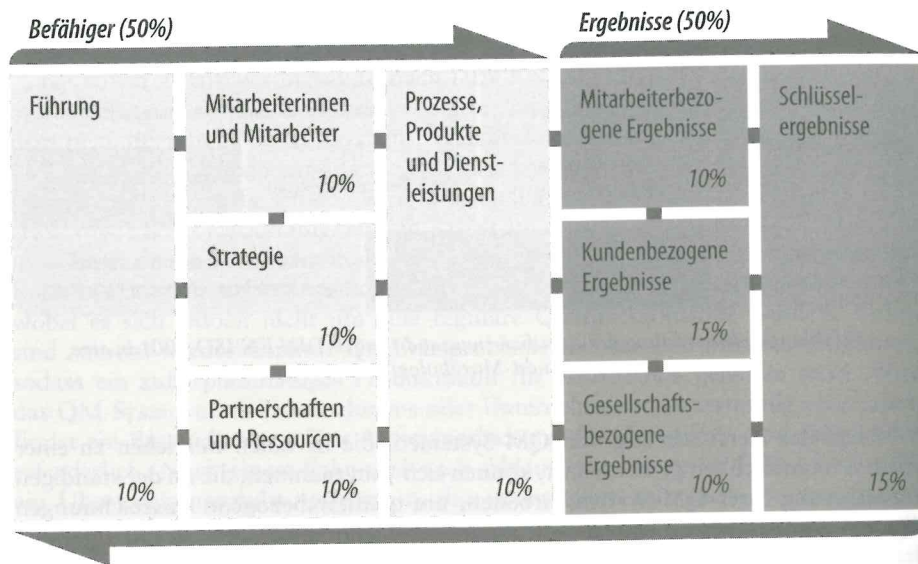 Befähiger (50%)
Ergebnisse (50%)
Führung
10%
Mitarbeiterinnen
und Mitarbeiter
10%
Strategie
10%
Partnerschaften
und Ressourcen
10%
Prozesse,
Produkte
und Dienst-
leistungen
10%
Mitarbeiterbezo-
gene Ergebnisse
10%
Kundenbezogene
Ergebnisse
15%
Gesellschafts-
bezogene
Ergebnisse
10%
Schlüssel-
ergebnisse
15%